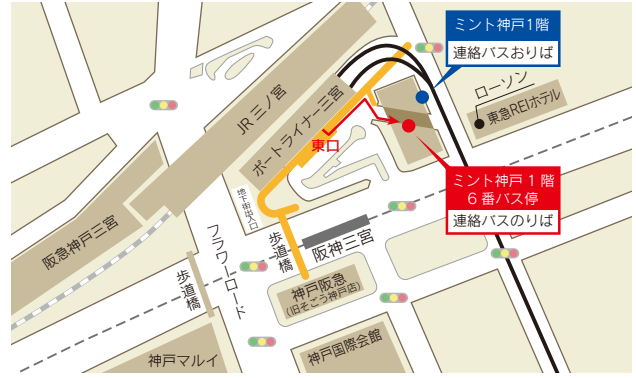 ミント神戸1階
連絡バスおりば
ローソン
東急REIホテル
JR三ノ宮
ポートライナー三宮
東口
ミント神戸1階
6番バス停
連絡バスのりば
地下街出入口
阪急神戸三宮
フラワーロード
歩道橋
歩道橋
阪神三宮
神戸阪急
(旧そごう神戸店)
神戸マルイ
神戸国際会館